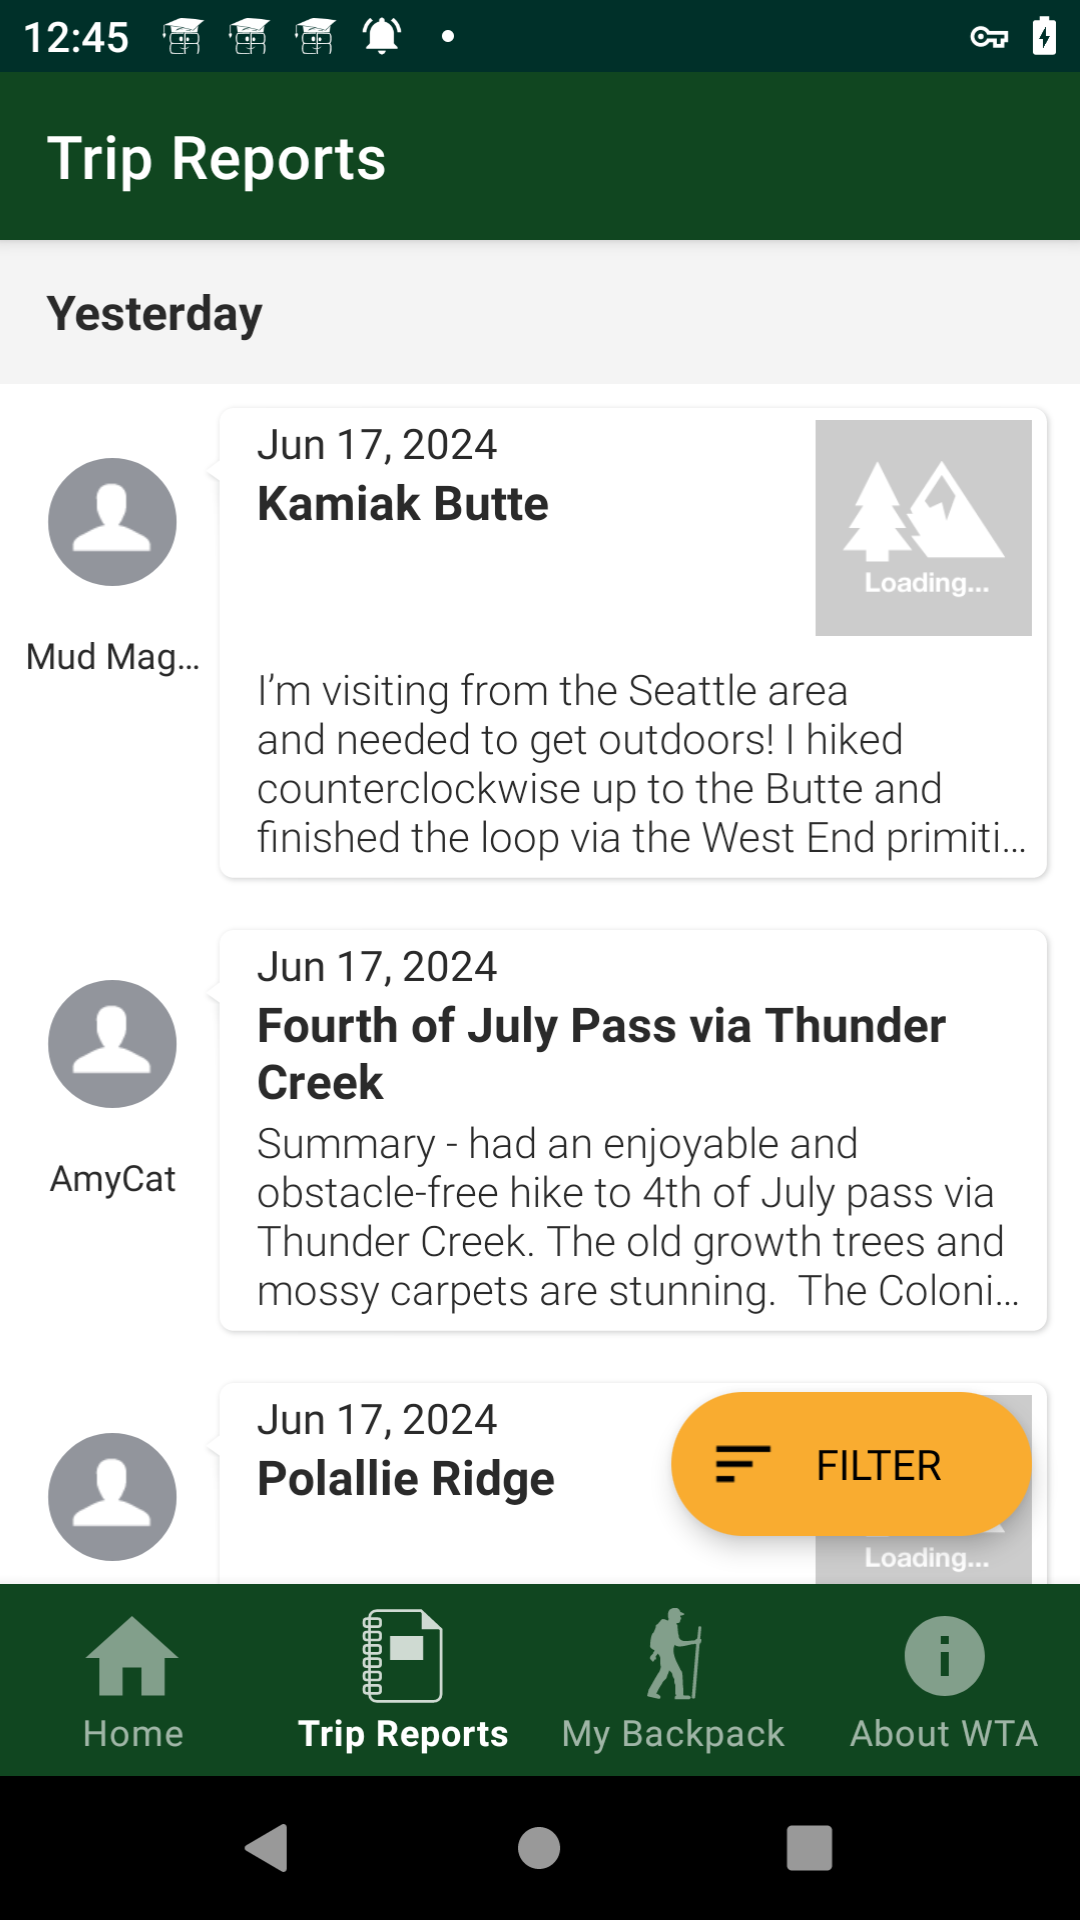 12:45
Trip Reports
Yesterday
Jun 17, 2024
Kamiak Butte
Loading...
Mud Mag...
I’m visiting from the Seattle area
and needed to get outdoors! I hiked
counterclockwise up to the Butte and
finished the loop via the West End primiti...
Jun 17, 2024
Fourth of July Pass via Thunder
Creek
AmyCat
Summary - had an enjoyable and
obstacle-free hike to 4th of July pass via
Thunder Creek. The old growth trees and
mossy carpets are stunning.  The Coloni...
Jun 17, 2024
Polallie Ridge
FILTER
Loading...
Home
Trip Reports
My Backpack
About WTA